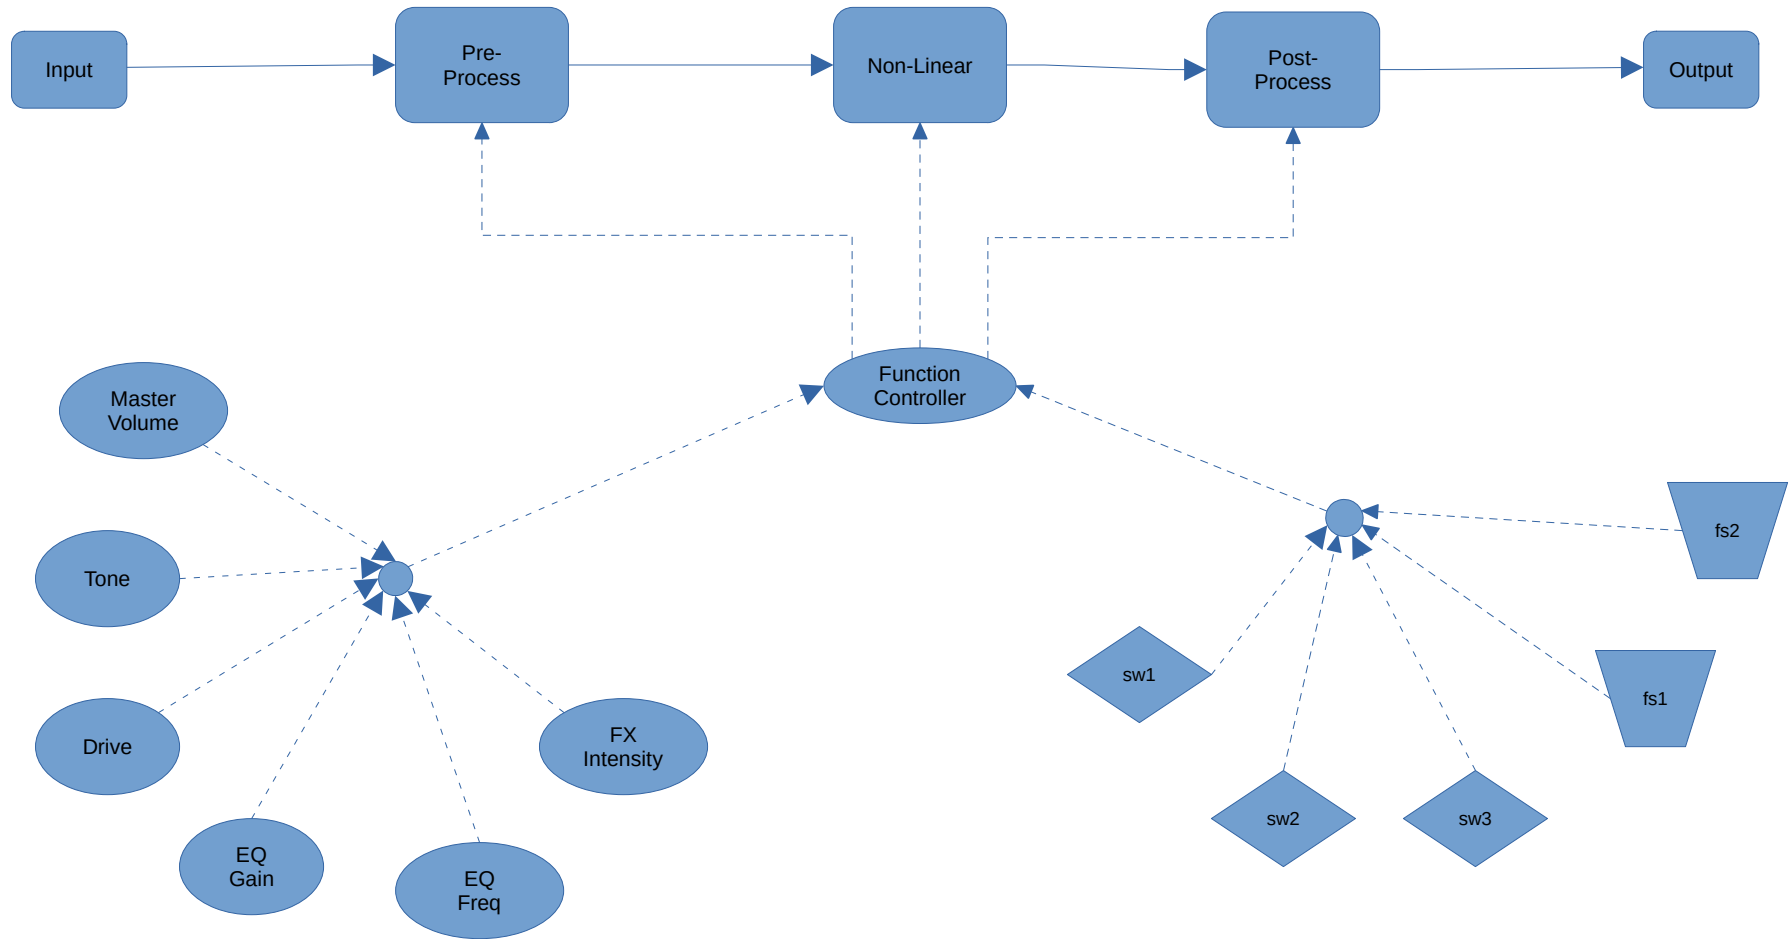 Input
Pre-
Process
Non-Linear
Post-
Process
Output
Function
Controller
Master
Volume
Tone
Drive
EQ
Gain
EQ
Freq
FX
Intensity
sw1
sw2
sw3
fs1
fs2